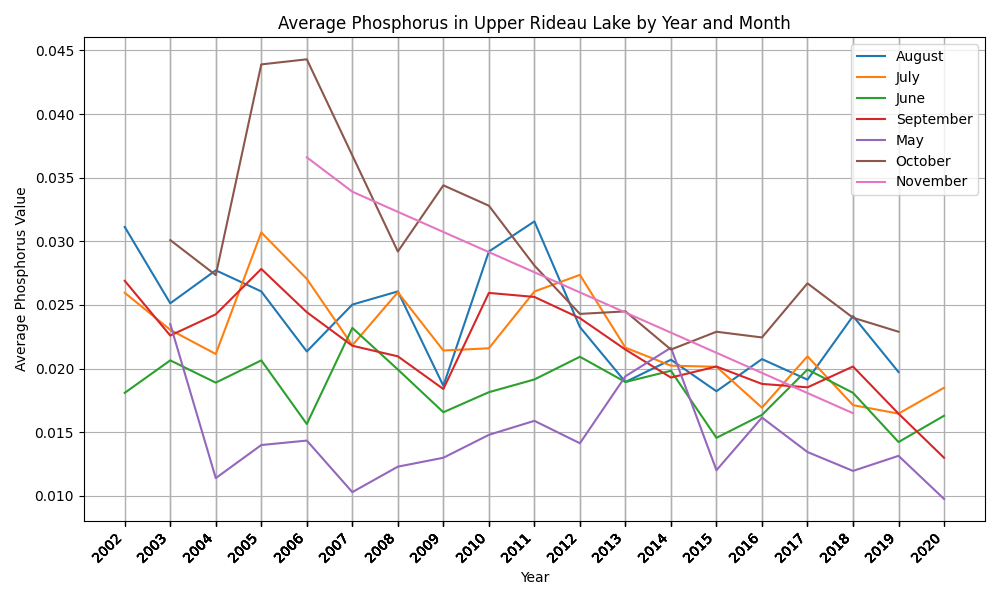 Average Phosphorus in Upper Rideau Lake by Year and Month
Average Phosphorus Value
0.045
0.040
0.035
0.030
0.025
0.020
0.015
0.010
August
July
June
September
May
October
November
2002
2003
2004
2005
2006
2007
2008
2009
2010
2011
2012
2013
2014
2015
2016
2017
2018
2019
2020
Year